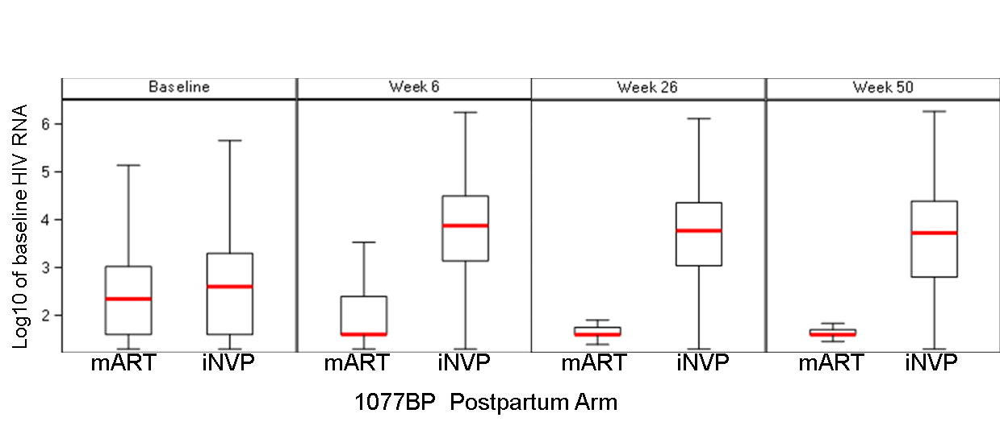 Baseline Week 6 Week 26 Week 50
Log10 of baseline HIV RNA
6
5
4
3
2
mART iNVP mART iNVP mART iNVP mART iNVP
1077BP Postpartum Arm